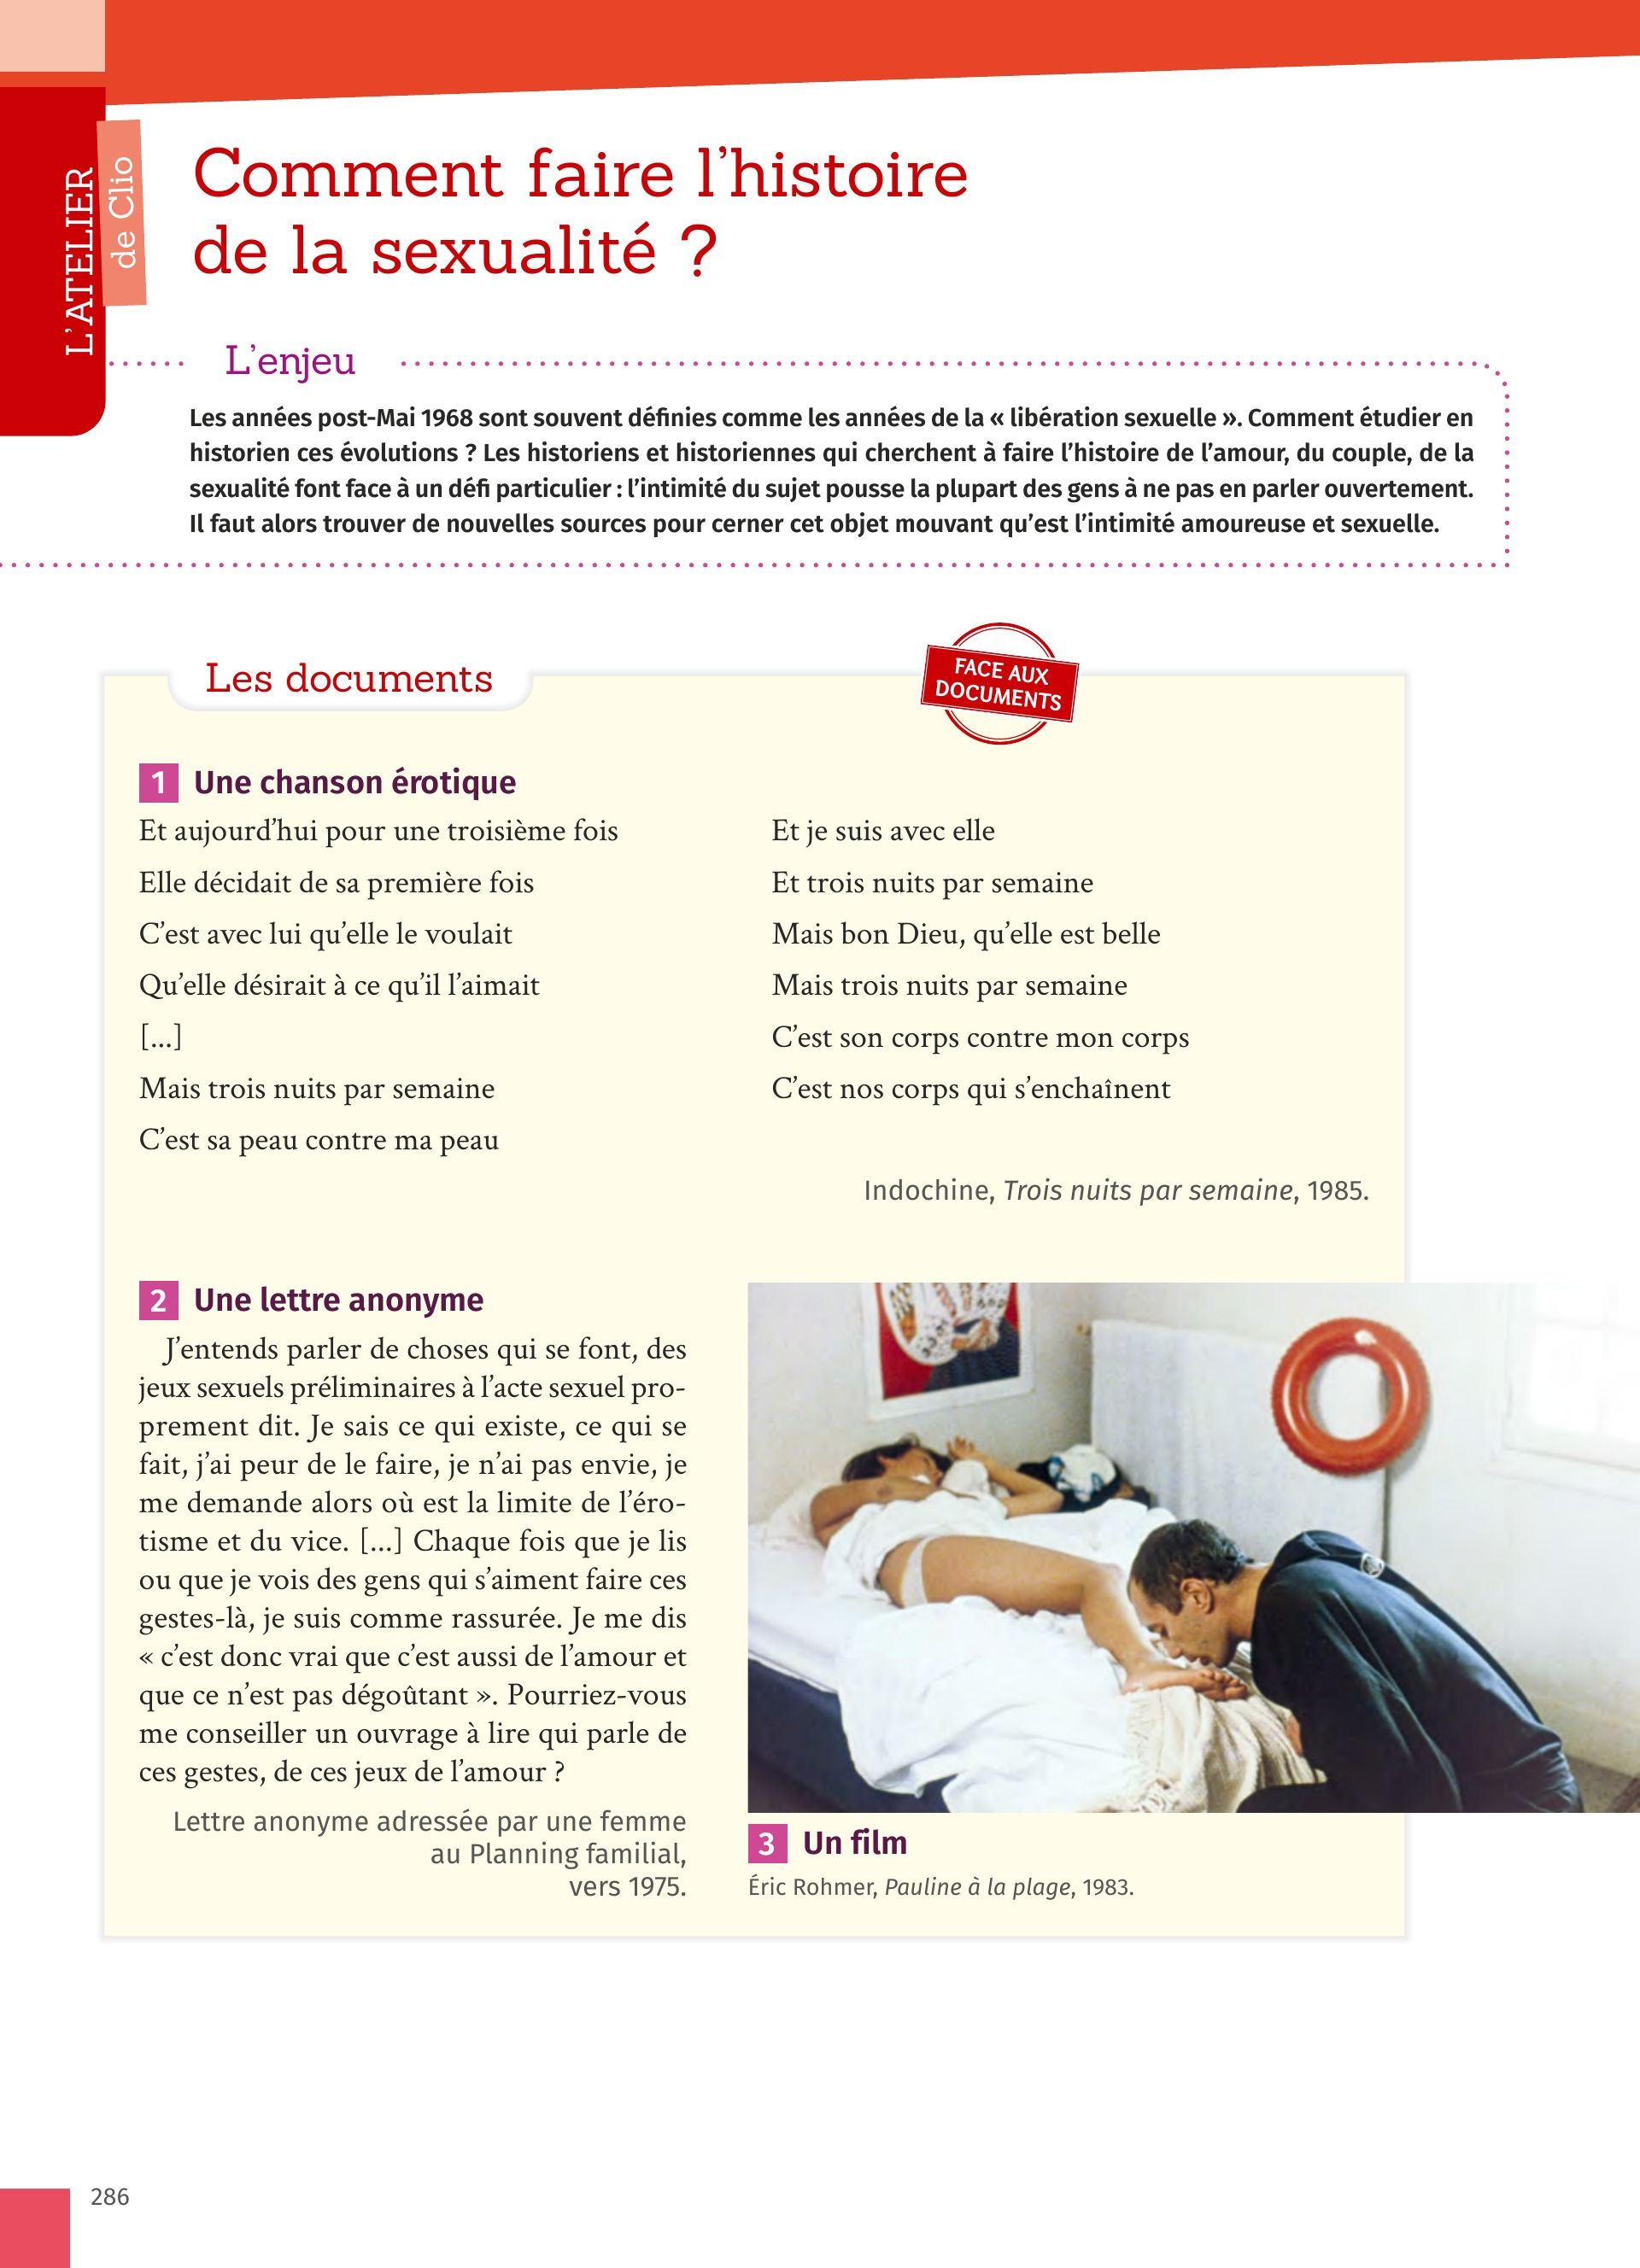 L'ATELIER
de Clio
Comment faire l'histoire
de la sexualité ?
L'enjeu
Les années post-Mai 1968 sont souvent définies comme les années de la « libération sexuelle ». Comment étudier en
historien ces évolutions ? Les historiens et historiennes qui cherchent à faire l'histoire de l'amour, du couple, de la
sexualité font face à un défi particulier : l'intimité du sujet pousse la plupart des gens à ne pas en parler ouvertement.
Il faut alors trouver de nouvelles sources pour cerner cet objet mouvant qu'est l'intimité amoureuse et sexuelle.
Les documents
FACE AUX
DOCUMENTS
1 Une chanson érotique
Et aujourd'hui pour une troisième fois
Elle décidait de sa première fois
C'est avec lui qu'elle le voulait
Qu'elle désirait à ce qu'il l'aimait
[...]
Mais trois nuits par semaine
C'est sa peau contre ma peau
Et je suis avec elle
Et trois nuits par semaine
Mais bon Dieu, qu'elle est belle
Mais trois nuits par semaine
C'est son corps contre mon corps
C'est nos corps qui s'enchaînent
Indochine, Trois nuits par semaine, 1985.
2 Une lettre anonyme
J'entends parler de choses qui se font, des
jeux sexuels préliminaires à l'acte sexuel pro-
prement dit. Je sais ce qui existe, ce qui se
fait, j'ai peur de le faire, je n'ai pas envie, je
me demande alors où est la limite de l'éro-
tisme et du vice. [...] Chaque fois que je lis
ou que je vois des gens qui s'aiment faire ces
gestes-là, je suis comme rassurée. Je me dis
« c'est donc vrai que c'est aussi de l'amour et
que ce n'est pas dégoûtant ». Pourriez-vous
me conseiller un ouvrage à lire qui parle de
ces gestes, de ces jeux de l'amour ?
Lettre anonyme adressée par une femme
au Planning familial,
vers 1975.
3 Un film
Éric Rohmer, Pauline à la plage, 1983.
286